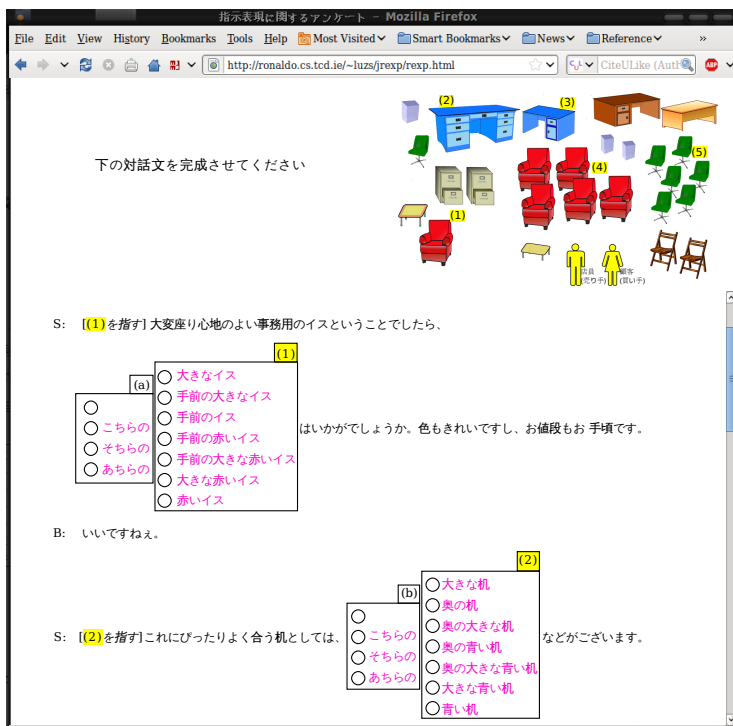 指示表現に関するアンケート - Mozilla Firefox
File Edit View History Bookmarks Tools Help Most Visited Smart Bookmarks News Reference »
http://ronaldo.cs.tcd.ie/~luzs/jrexp/rexp.html CiteULike (Auth ABP
(2)
(3)
下の対話文を完成させてください
(4)
(5)
(1)
店員 顧客
(売り手) (買い手)
S: [(1)を指す] 大変座り心地のよい事務用のイスということでしたら、
(1)
(a)
大きなイス
手前の大きなイス
こちらの
手前のイス
そちらの
手前の赤いイス
あちらの
手前の大きな赤いイス
大きな赤いイス
赤いイス
はいかがでしょうか。色もきれいですし、お値段もお 手頃です。
B: いいですねぇ。
(2)
(b)
大きな机
奥の机
こちらの
奥の大きな机
そちらの
奥の青い机
あちらの
奥の大きな青い机
大きな青い机
青い机
S: [(2)を指す]これにぴったりよく合う机としては、
などがございます。